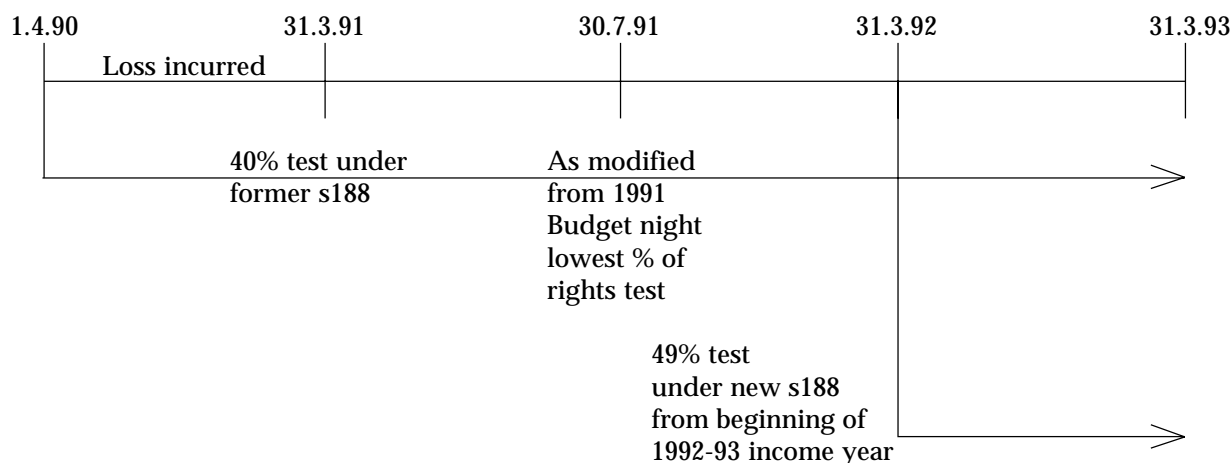 1.4.90 31.3.91 30.7.91 31.3.92 31.3.93
Loss incurred
40% test under
former s188
As modified
from 1991
Budget night
lowest % of
rights test
49% test
under new s188
from beginning of
1992-93 income year